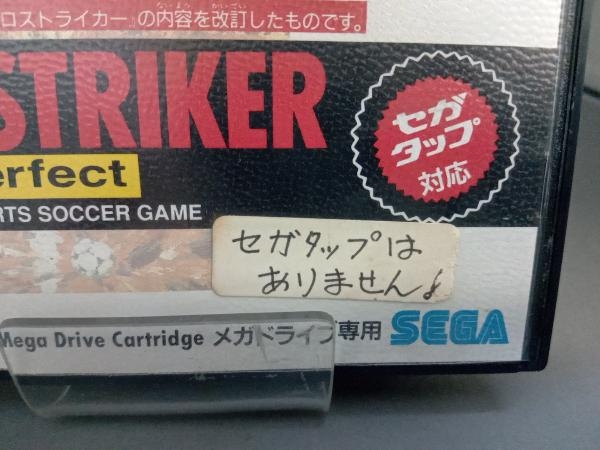 ロストライカー』の内容を改訂したものです。
STRIKER
セガ
タップ
対応
erfect
RTS SOCCER GAME
セガタップは
ありません!
Mega Drive Cartridge メガドライブ専用 SEGA